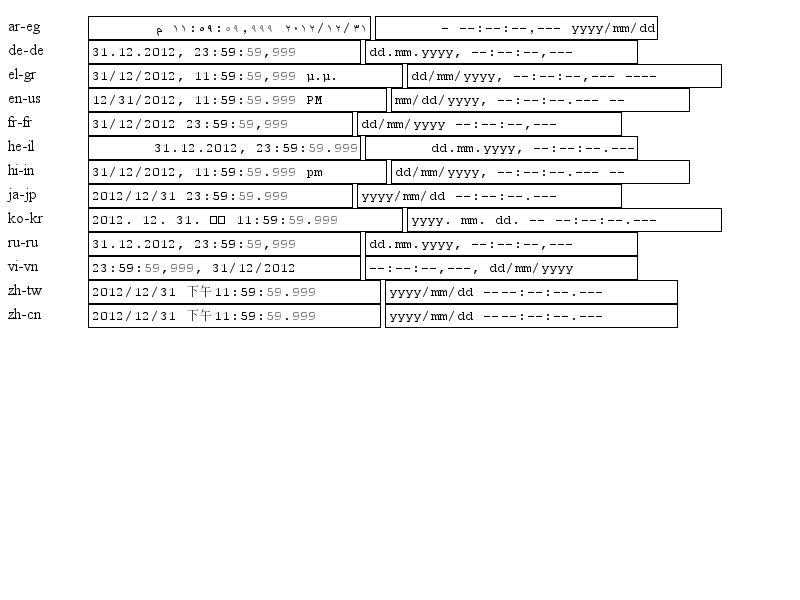 ar-eg ٣١/١٢/٢٠١٢ ١١:٥٩:٥٩,٩٩٩ م - --:--:--,--- yyyy/mm/dd
de-de 31.12.2012, 23:59:59,999 dd.mm.yyyy, --:--:--,---
el-gr 31/12/2012, 11:59:59,999 μ.μ. dd/mm/yyyy, --:--:--,--- ----
en-us 12/31/2012, 11:59:59.999 PM mm/dd/yyyy, --:--:--.--- --
fr-fr 31/12/2012 23:59:59,999 dd/mm/yyyy --:--:--,---
he-il 31.12.2012, 23:59:59.999 dd.mm.yyyy, --:--:--.---
hi-in 31/12/2012, 11:59:59.999 pm dd/mm/yyyy, --:--:--.--- --
ja-jp 2012/12/31 23:59:59.999 yyyy/mm/dd --:--:--.---
ko-kr 2012. 12. 31. 11:59:59.999 yyyy. mm. dd. -- --:--:--.---
ru-ru 31.12.2012, 23:59:59,999 dd.mm.yyyy, --:--:--,---
vi-vn 23:59:59,999, 31/12/2012 --:--:--,---, dd/mm/yyyy
zh-tw 2012/12/31 下午11:59:59.999 yyyy/mm/dd ----:--:--.---
zh-cn 2012/12/31 下午11:59:59.999 yyyy/mm/dd ----:--:--.---